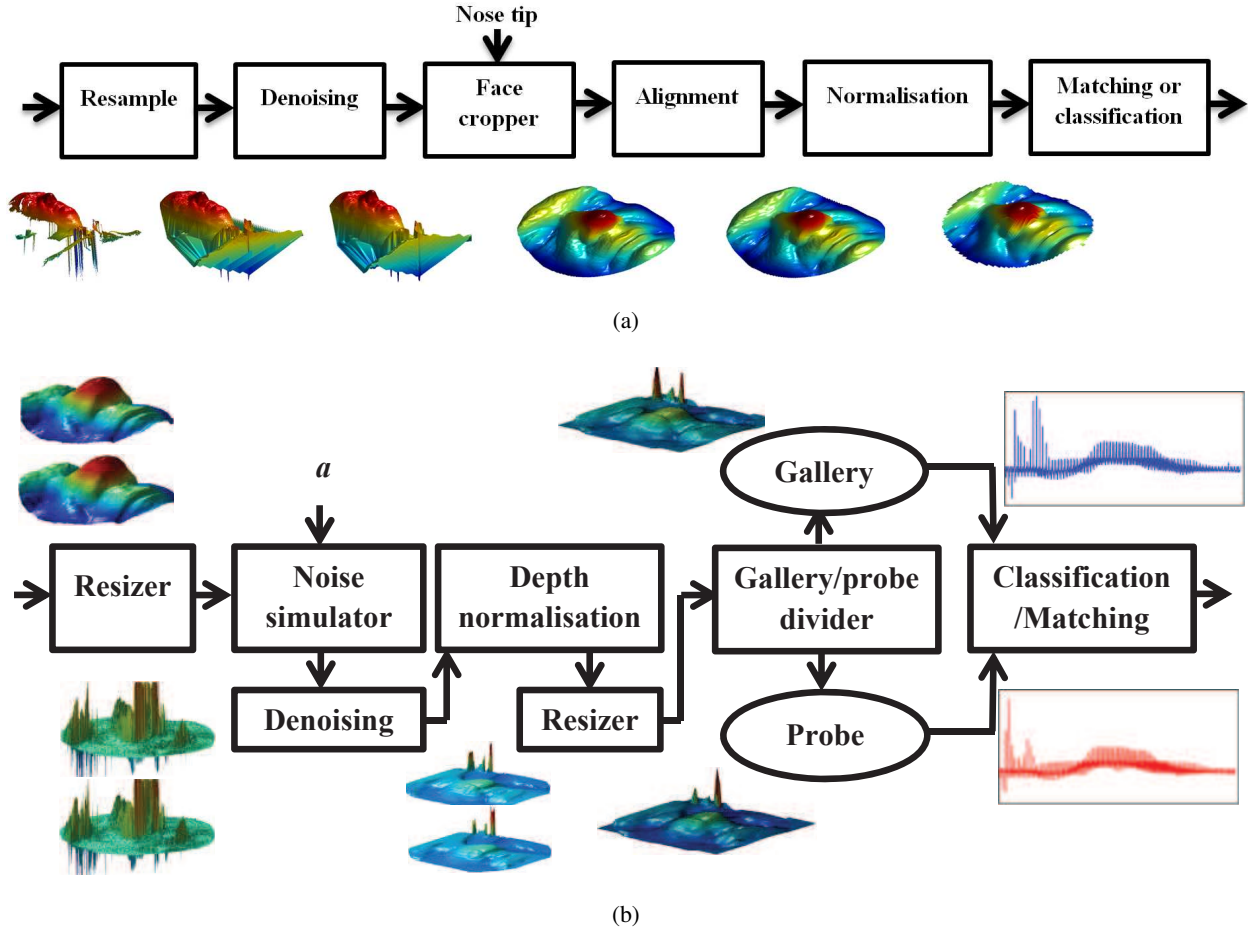 Nose tip
Resample
Denoising
Face
cropper
Alignment
Normalisation
Matching or
classification
(a)
a
Gallery
Resizer
Noise
simulator
Depth
normalisation
Gallery/probe
divider
Classification
/Matching
Denoising
Resizer
Probe
(b)